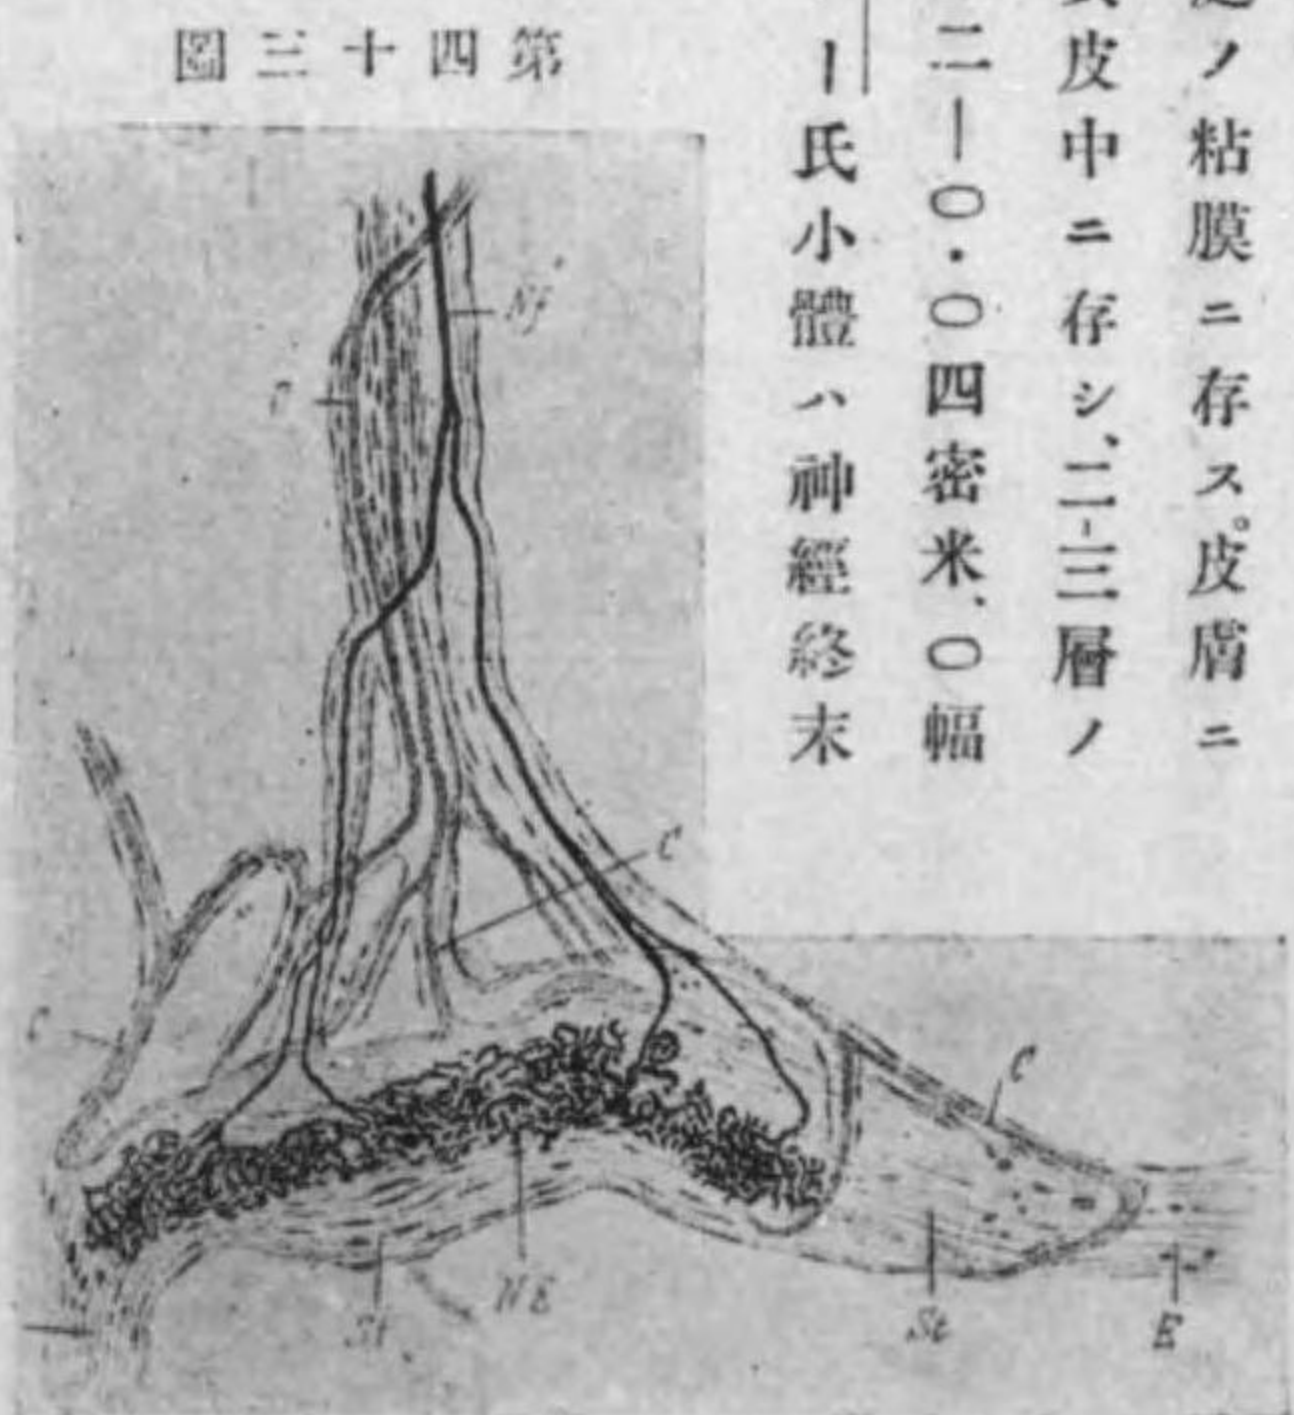 ノ粘膜ニ存ス。皮膚ニ
皮中ニ存シ、二-三層ノ
二—〇・〇四密米、〇幅
ー氏小體ハ神經終末
第四十三圖
Nf
C
C
C
St
NE
St
E